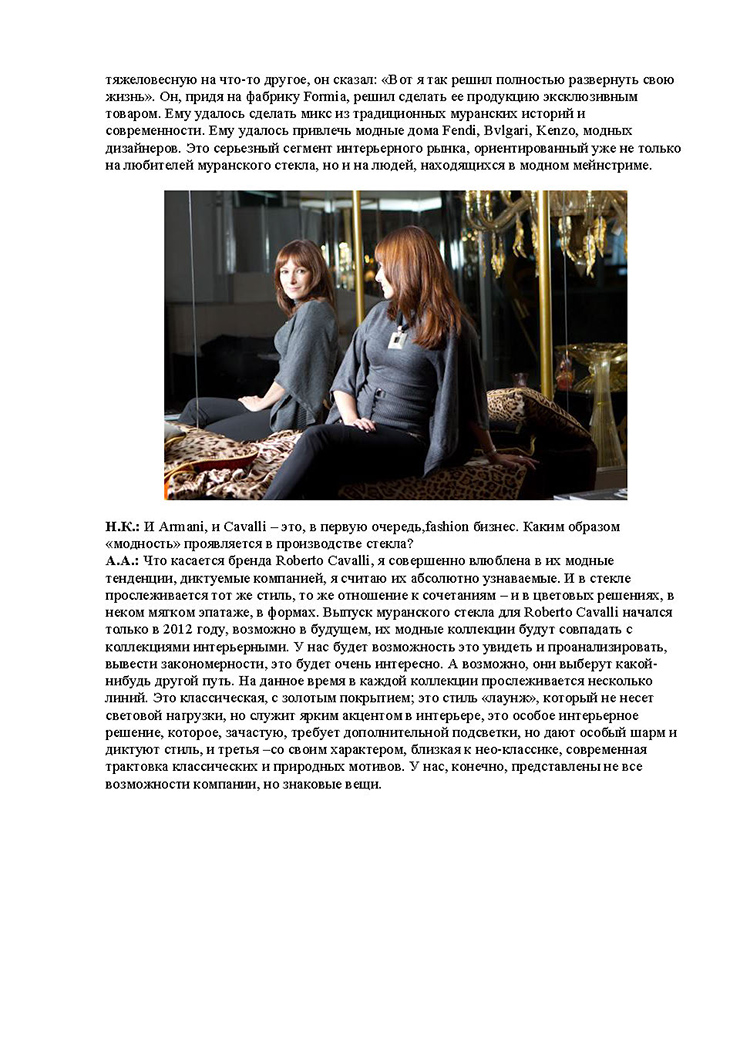 тяжеловесную на что-то другое, он сказал: «Вот я так решил полностью развернуть свою
жизнь». Он, придя на фабрику Formia, решил сделать ее продукцию эксклюзивным
товаром. Ему удалось сделать микс из традиционных муранских историй и
современности. Ему удалось привлечь модные дома Fendi, Bvlgari, Kenzo, модных
дизайнеров. Это серьезный сегмент интерьерного рынка, ориентированный уже не только
на любителей муранского стекла, но и на людей, находящихся в модном мейнстриме.
Н.К.: И Armani, и Cavalli – это, в первую очередь,fashion бизнес. Каким образом
«модность» проявляется в производстве стекла?
А.А.: Что касается бренда Roberto Cavalli, я совершенно влюблена в их модные
тенденции, диктуемые компанией, я считаю их абсолютно узнаваемые. И в стекле
прослеживается тот же стиль, то же отношение к сочетаниям – и в цветовых решениях, в
неком мягком эпатаже, в формах. Выпуск муранского стекла для Roberto Cavalli начался
только в 2012 году, возможно в будущем, их модные коллекции будут совпадать с
коллекциями интерьерными. У нас будет возможность это увидеть и проанализировать,
вывести закономерности, это будет очень интересно. А возможно, они выберут какой-
нибудь другой путь. На данное время в каждой коллекции прослеживается несколько
линий. Это классическая, с золотым покрытием; это стиль «лаунж», который не несет
световой нагрузки, но служит ярким акцентом в интерьере, это особое интерьерное
решение, которое, зачастую, требует дополнительной подсветки, но дают особый шарм и
диктуют стиль, и третья –со своим характером, близкая к нео-классике, современная
трактовка классических и природных мотивов. У нас, конечно, представлены не все
возможности компании, но знаковые вещи.